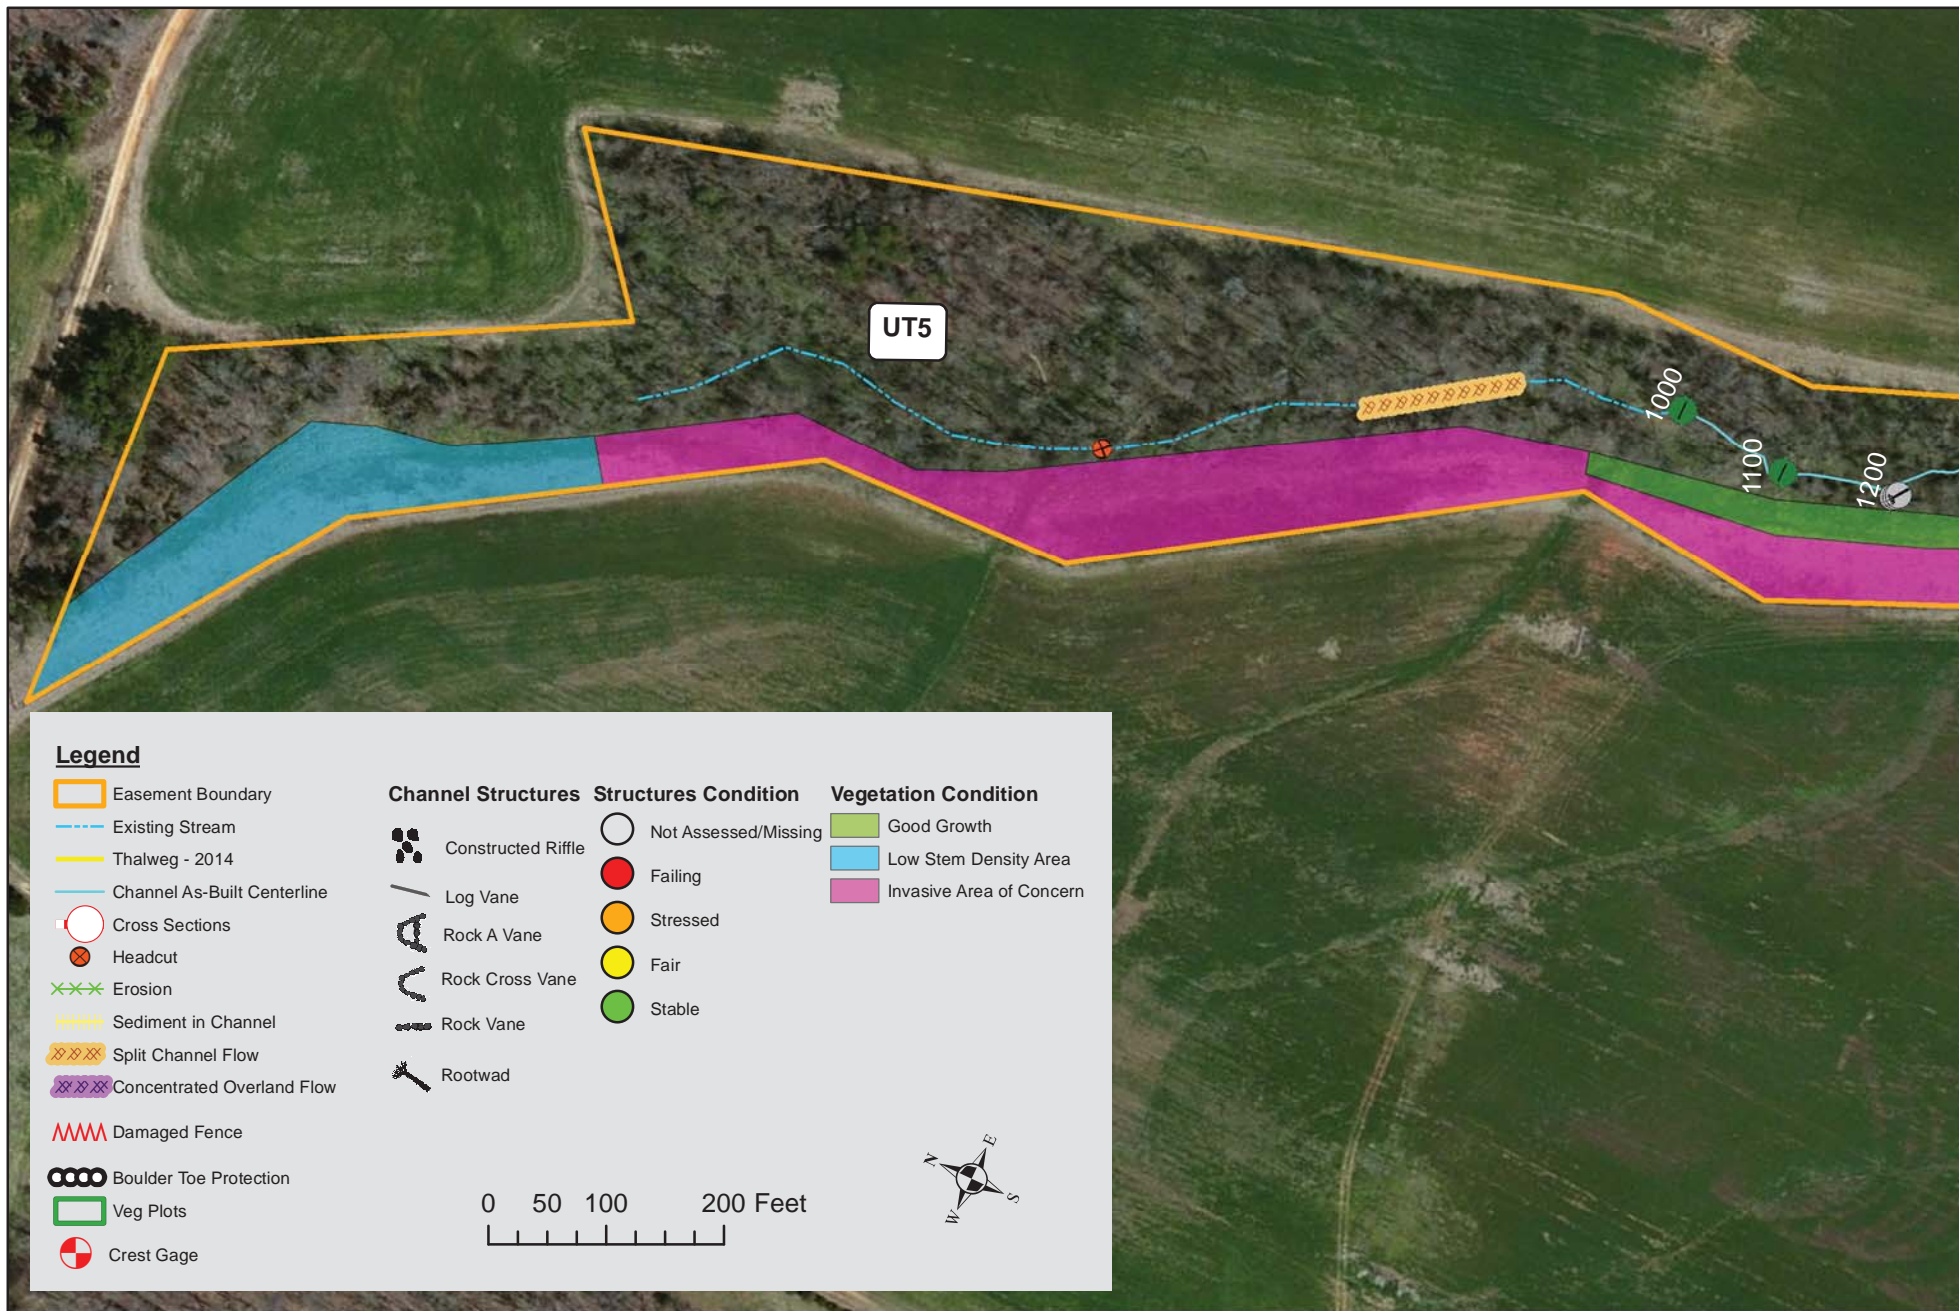 UT5
1000
1100
1200
Legend
Easement Boundary
Existing Stream
Thalweg - 2014
Channel As-Built Centerline
Cross Sections
Headcut
Erosion
Sediment in Channel
Split Channel Flow
Concentrated Overland Flow
Damaged Fence
Boulder Toe Protection
Veg Plots
Crest Gage
Channel Structures
Constructed Riffle
Log Vane
Rock A Vane
Rock Cross Vane
Rock Vane
Rootwad
Structures Condition
Not Assessed/Missing
Failing
Stressed
Fair
Stable
Vegetation Condition
Good Growth
Low Stem Density Area
Invasive Area of Concern
0 50 100 200 Feet
N
E
S
W